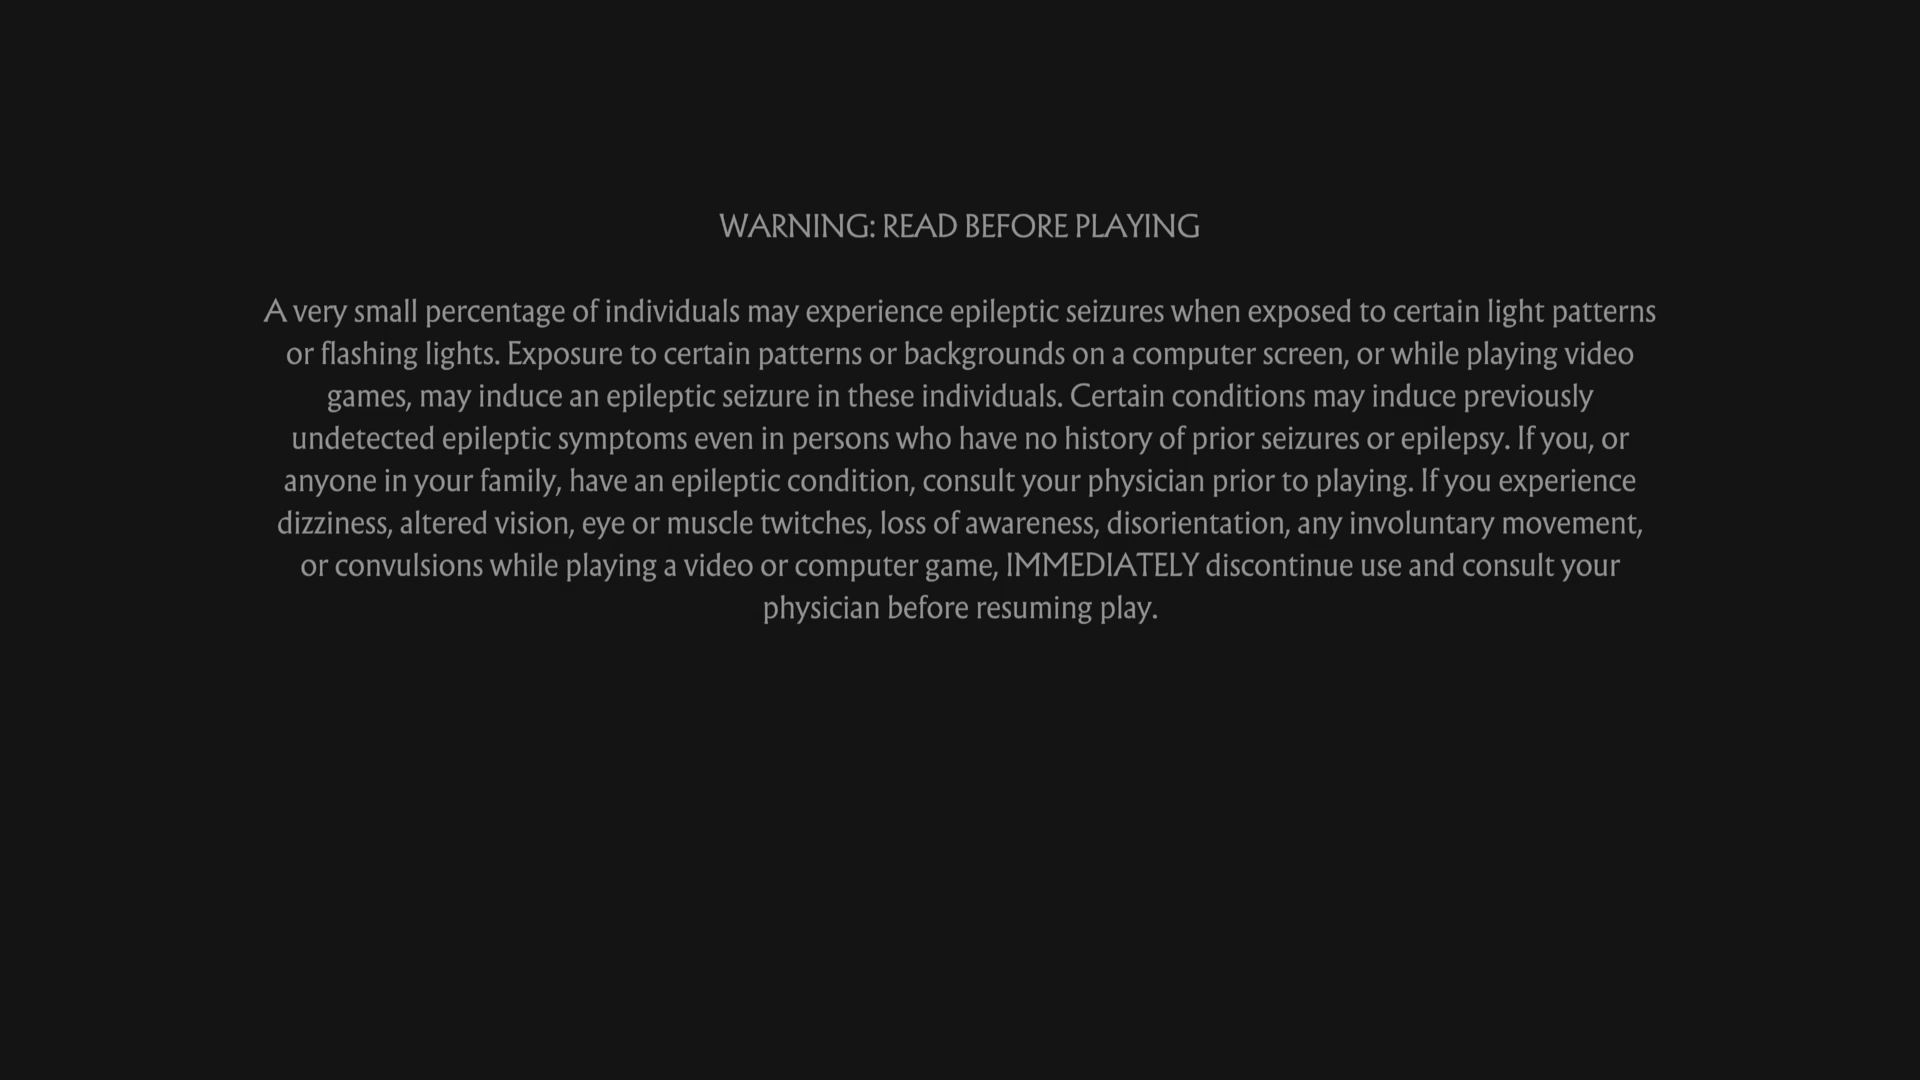 WARNING: READ BEFORE PLAYING
A very small percentage of individuals may experience epileptic seizures when exposed to certain light patterns
or flashing lights. Exposure to certain patterns or backgrounds on a computer screen, or while playing video
games, may induce an epileptic seizure in these individuals. Certain conditions may induce previously
undetected epileptic symptoms even in persons who have no history of prior seizures or epilepsy. If you, or
anyone in your family, have an epileptic condition, consult your physician prior to playing. If you experience
dizziness, altered vision, eye or muscle twitches, loss of awareness, disorientation, any involuntary movement,
or convulsions while playing a video or computer game, IMMEDIATELY discontinue use and consult your
physician before resuming play.